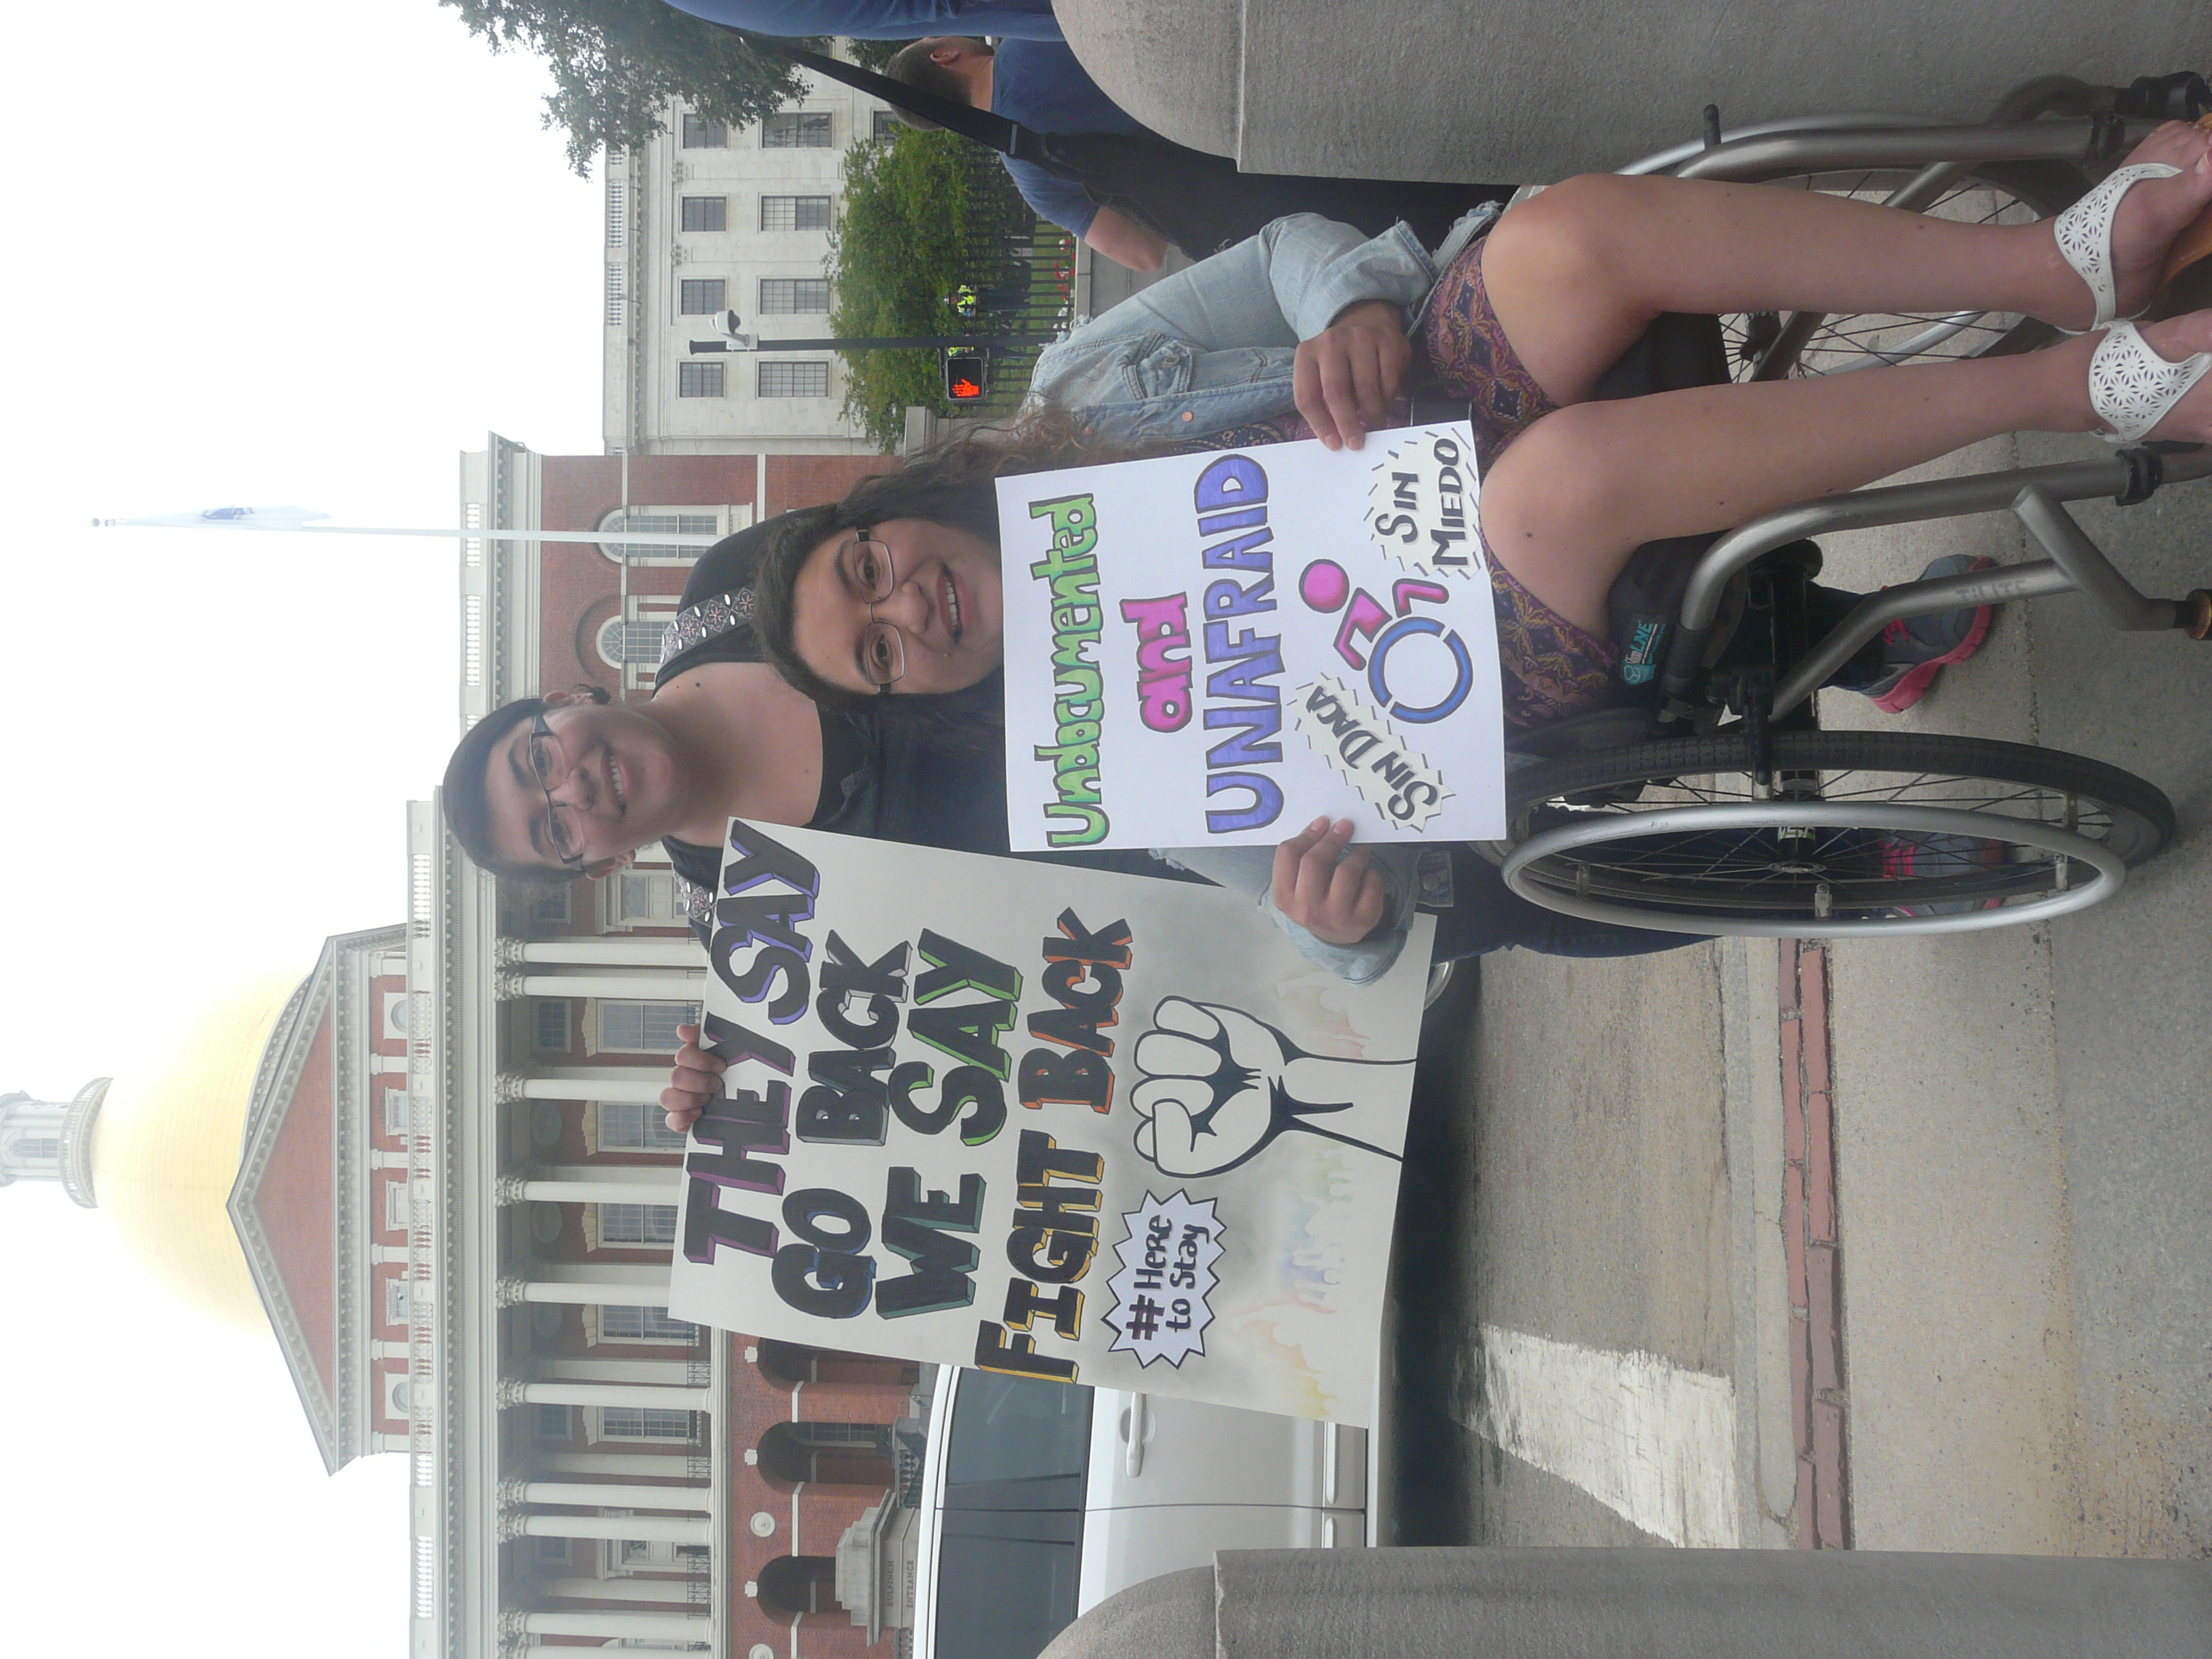 THEY SAY
GO BACK
WE SAY
FIGHT BACK
#HERE
to Stay
Undocumented
and
UNAFRAID
SIN DACA
SIN
MIEDO
BULFINCH
ENTRANCE
SlimLINE